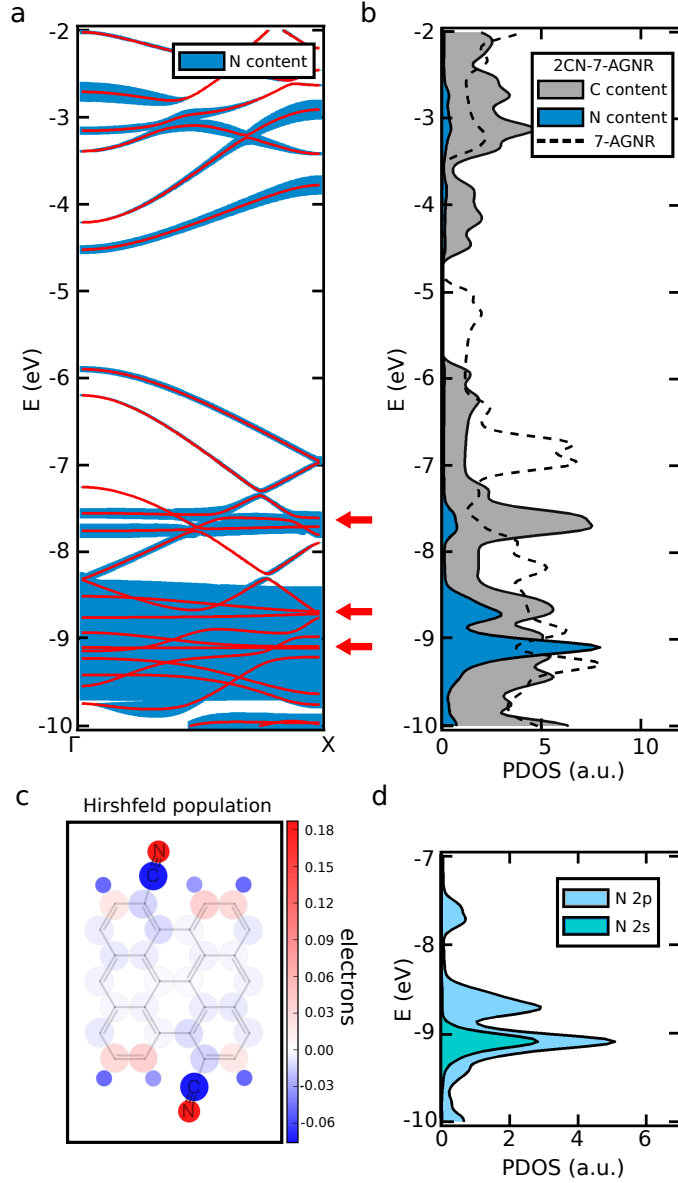 a
b
-2
-3
-4
-5
-6
-7
-8
-9
-10
E (eV)
Γ
X
N content
-2
-3
-4
-5
-6
-7
-8
-9
-10
E (eV)
2CN-7-AGNR
C content
N content
7-AGNR
0
5
10
PDOS (a.u.)
c
Hirshfeld population
N
C
C
N
0.18
0.15
0.12
0.09
0.06
0.03
0.00
-0.03
-0.06
electrons
d
-7
-8
-9
-10
E (eV)
N 2p
N 2s
0
2
4
6
PDOS (a.u.)